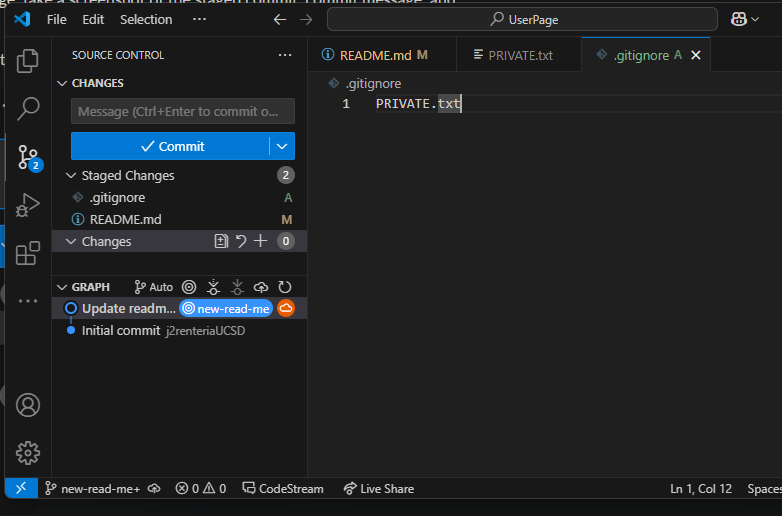 File Edit Selection ··· UserPage
SOURCE CONTROL ···
README.md M PRIVATE.txt .gitignore A
CHANGES
.gitignore
Message (Ctrl+Enter to commit o...
1 PRIVATE.txt
Commit
2
Staged Changes 2
.gitignore A
README.md M
Changes 0
GRAPH Auto
Update readm... new-read-me
Initial commit j2renteriaUCSD
new-read-me+ 0 0 CodeStream Live Share Ln 1, Col 12 Spaces